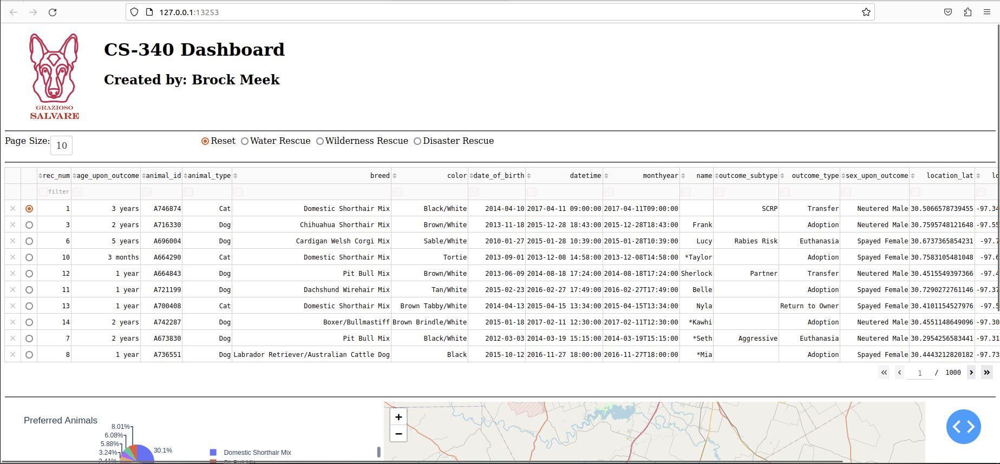 127.0.0.1:13253
CS-340 Dashboard
Created by: Brock Meek
GRAZIOSO
SALVARE
Page Size: 10 Reset Water Rescue Wilderness Rescue Disaster Rescue
rec_num age_upon_outcome animal_id animal_type breed color date_of_birth datetime monthyear name outcome_subtype outcome_type sex_upon_outcome location_lat lo
Aa filter Aa Aa Aa Aa Aa Aa Aa Aa Aa Aa Aa Aa Aa Aa
1 3 years A746874 Cat Domestic Shorthair Mix Black/White 2014-04-10 2017-04-11 09:00:00 2017-04-11T09:00:00 SCRP Transfer Neutered Male 30.5066578739455 -97.34
3 2 years A716330 Dog Chihuahua Shorthair Mix Brown/White 2013-11-18 2015-12-28 18:43:00 2015-12-28T18:43:00 Frank Adoption Neutered Male 30.7595748121648 -97.55
6 5 years A696004 Dog Cardigan Welsh Corgi Mix Sable/White 2010-01-27 2015-01-28 10:39:00 2015-01-28T10:39:00 Lucy Rabies Risk Euthanasia Spayed Female 30.6737365854231 -97.7
10 3 months A664290 Cat Domestic Shorthair Mix Tortie 2013-09-01 2013-12-08 14:58:00 2013-12-08T14:58:00 *Taylor Adoption Spayed Female 30.7583105481048 -97.6
12 1 year A664843 Dog Pit Bull Mix Brown/White 2013-06-09 2014-08-18 17:24:00 2014-08-18T17:24:00 Sherlock Partner Transfer Neutered Male 30.4515549397366 -97.4
11 1 year A721199 Dog Dachshund Wirehair Mix Tan/White 2015-02-23 2016-02-27 17:49:00 2016-02-27T17:49:00 Belle Adoption Spayed Female 30.7290272761146 -97.37
13 1 year A700408 Cat Domestic Shorthair Mix Brown Tabby/White 2014-04-13 2015-04-15 13:34:00 2015-04-15T13:34:00 Nyla Return to Owner Spayed Female 30.4101154527976 -97.5
14 2 years A742287 Dog Boxer/Bullmastiff Brown Brindle/White 2015-01-18 2017-02-11 12:30:00 2017-02-11T12:30:00 *Kawhi Adoption Neutered Male 30.4551148649096 -97.30
7 2 years A673830 Dog Pit Bull Mix Black/White 2012-03-03 2014-03-19 15:15:00 2014-03-19T15:15:00 *Seth Aggressive Euthanasia Neutered Male 30.2954256583441 -97.31
8 1 year A736551 Dog Labrador Retriever/Australian Cattle Dog Black 2015-10-12 2016-11-27 18:00:00 2016-11-27T18:00:00 *Mia Adoption Spayed Female 30.4443212820182 -97.73
1 / 1000
Preferred Animals
8.01%
6.08%
5.88%
3.24%
30.1%
Domestic Shorthair Mix
+
−